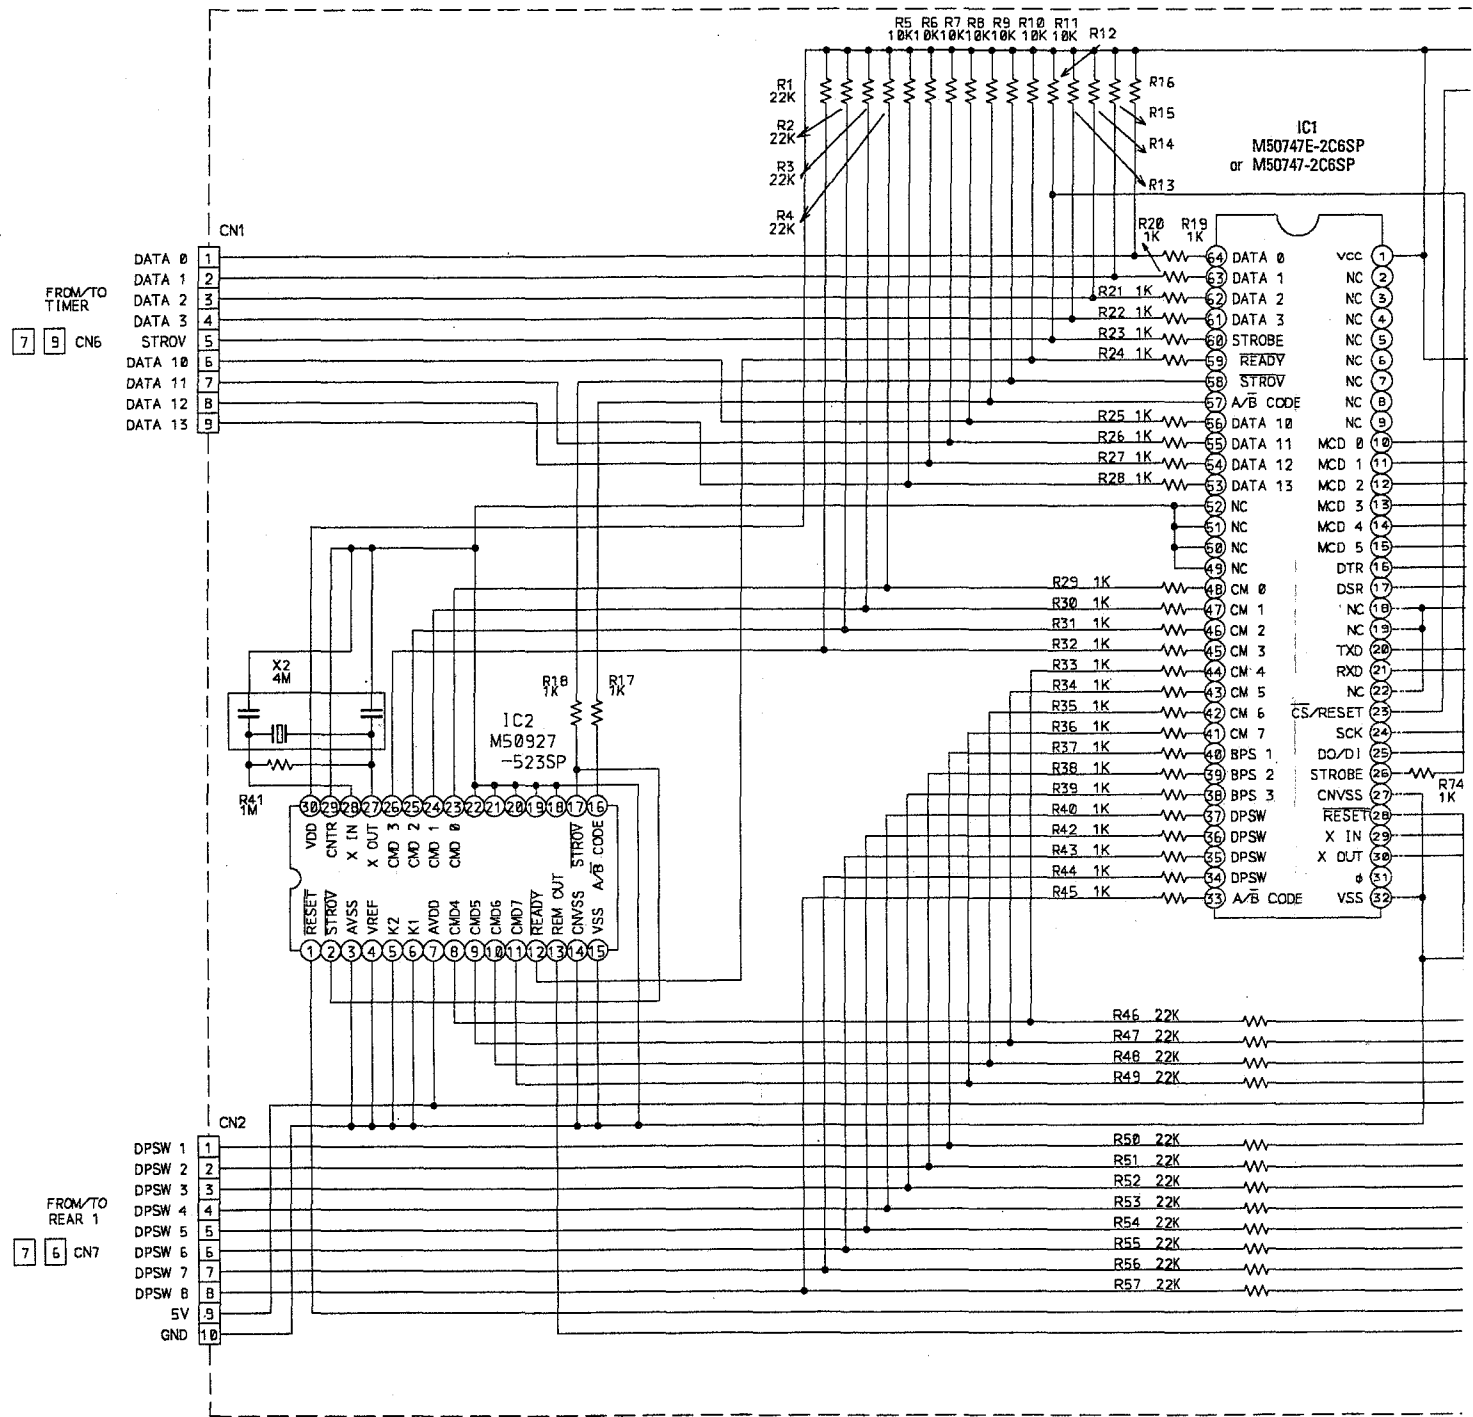 R5 R6 R7 R8 R9 R10 R11
10K 10K 10K 10K 10K 10K 10K
R12
R1
22K
R2
22K
R3
22K
R4
22K
R16
R15
R14
R13
IC1
M50747E-2C6SP
or M50747-2C6SP
CN1
DATA 0 1
DATA 1 2
DATA 2 3
DATA 3 4
STROV 5
DATA 10 6
DATA 11 7
DATA 12 8
DATA 13 9
FROM/TO
TIMER
7 9 CN6
R20 R19
1K 1K
R21 1K
R22 1K
R23 1K
R24 1K
R25 1K
R26 1K
R27 1K
R28 1K
R29 1K
R30 1K
R31 1K
R32 1K
R33 1K
R34 1K
R35 1K
R36 1K
R37 1K
R38 1K
R39 1K
R40 1K
R42 1K
R43 1K
R44 1K
R45 1K
64 DATA 0 VCC 1
63 DATA 1 NC 2
62 DATA 2 NC 3
61 DATA 3 NC 4
60 STROBE NC 5
59 READY NC 6
58 STROV NC 7
57 A/B CODE NC 8
56 DATA 10 NC 9
55 DATA 11 MCD 0 10
54 DATA 12 MCD 1 11
53 DATA 13 MCD 2 12
52 NC MCD 3 13
51 NC MCD 4 14
50 NC MCD 5 15
49 NC DTR 16
48 CM 0 DSR 17
47 CM 1 NC 18
46 CM 2 NC 19
45 CM 3 TXD 20
44 CM 4 RXD 21
43 CM 5 NC 22
42 CM 6 CS/RESET 23
41 CM 7 SCK 24
40 BPS 1 DO/DI 25
39 BPS 2 STROBE 26
38 BPS 3 CNVSS 27
37 DPSW RESET 28
36 DPSW X IN 29
35 DPSW X OUT 30
34 DPSW ø 31
33 A/B CODE VSS 32
R74
1K
X2
4M
R41
1M
R18
1K
R17
1K
IC2
M50927
-523SP
30 29 28 27 26 25 24 23 22 21 20 19 18 17 16
VDD
CNTR
X IN
X OUT
CMD 3
CMD 2
CMD 1
CMD 0
STROV
A/B CODE
RESET
STROV
AVSS
VREF
K2
K1
AVDD
CMD4
CMD5
CMD6
CMD7
READY
REM OUT
CNVSS
VSS
1 2 3 4 5 6 7 8 9 10 11 12 13 14 15
R46 22K
R47 22K
R48 22K
R49 22K
CN2
DPSW 1 1
DPSW 2 2
DPSW 3 3
DPSW 4 4
DPSW 5 5
DPSW 6 6
DPSW 7 7
DPSW 8 8
5V 9
GND 10
FROM/TO
REAR 1
7 6 CN7
R50 22K
R51 22K
R52 22K
R53 22K
R54 22K
R55 22K
R56 22K
R57 22K